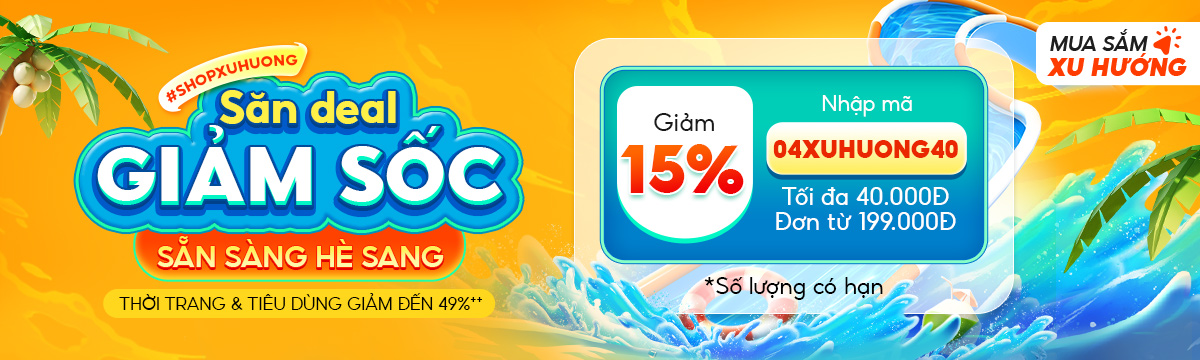 #SHOPXUHUONG
Săn deal
GIẢM SỐC
SẴN SÀNG HÈ SANG
THỜI TRANG & TIÊU DÙNG GIẢM ĐẾN 49%++
Giảm
15%
Nhập mã
04XUHUONG40
Tối đa 40.000Đ
Đơn từ 199.000Đ
*Số lượng có hạn
MUA SẮM
XU HƯỚNG